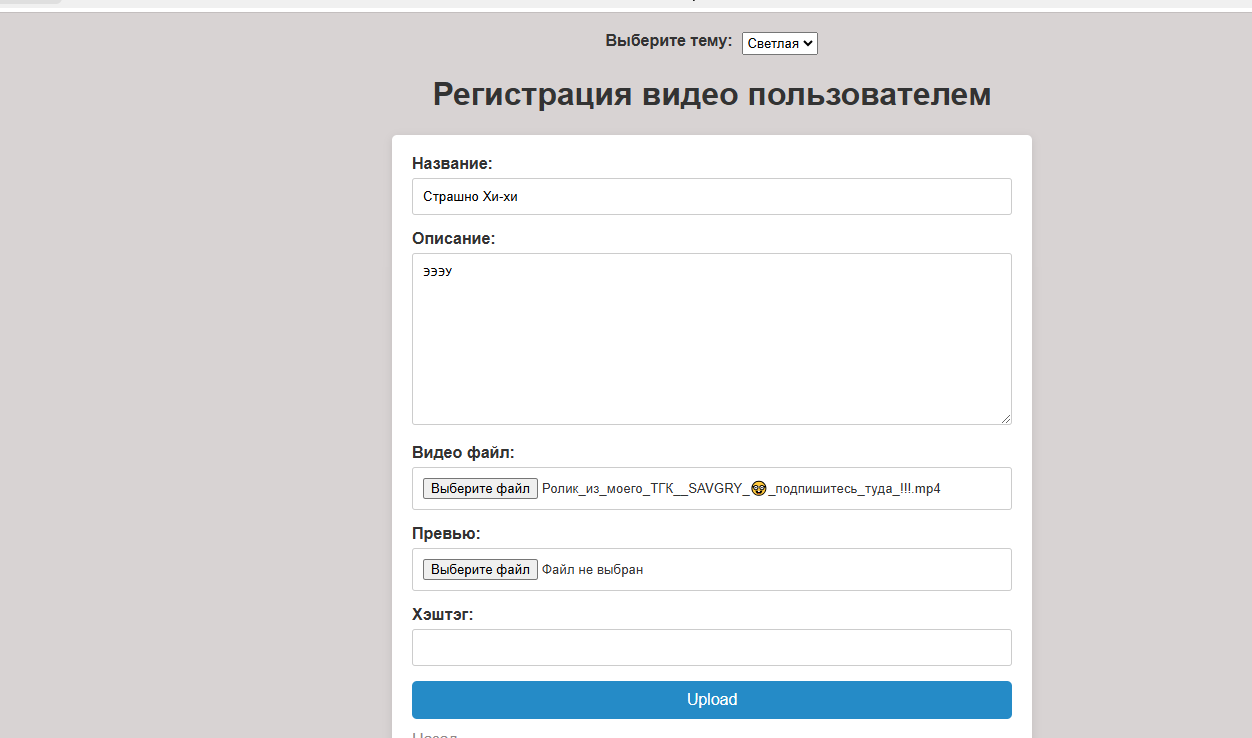 Выберите тему: Светлая
Регистрация видео пользователем
Название:
Страшно Хи-хи
Описание:
эээу
Видео файл:
Выберите файл Ролик_из_моего_ТГК__SAVGRY_🤓_подпишитесь_туда_!!!.mp4
Превью:
Выберите файл Файл не выбран
Хэштэг:
Upload
Назад